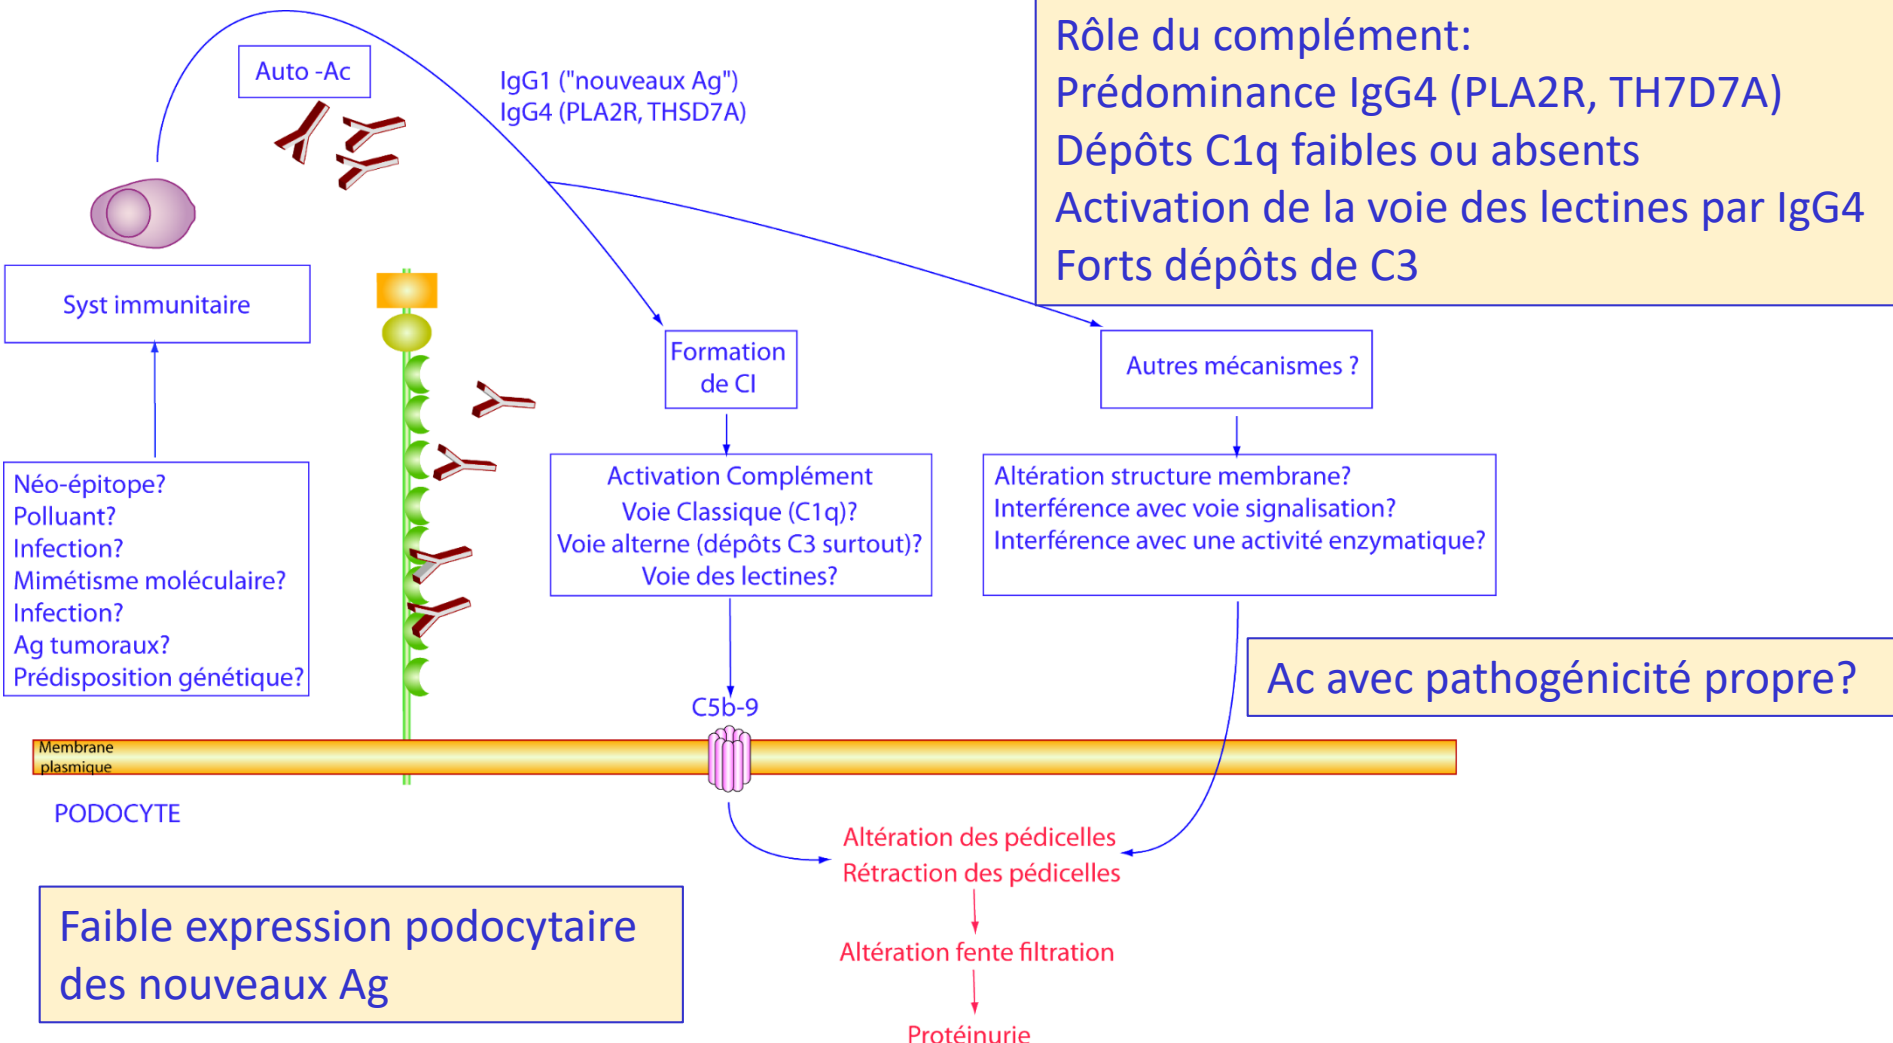 Auto -Ac
IgG1 ("nouveaux Ag")
IgG4 (PLA2R, THSD7A)
Rôle du complément:
Prédominance IgG4 (PLA2R, TH7D7A)
Dépôts C1q faibles ou absents
Activation de la voie des lectines par IgG4
Forts dépôts de C3
Syst immunitaire
Formation
de CI
Autres mécanismes ?
Néo-épitope?
Polluant?
Infection?
Mimétisme moléculaire?
Infection?
Ag tumoraux?
Prédisposition génétique?
Activation Complément
Voie Classique (C1q)?
Voie alterne (dépôts C3 surtout)?
Voie des lectines?
Altération structure membrane?
Interférence avec voie signalisation?
Interférence avec une activité enzymatique?
Ac avec pathogénicité propre?
C5b-9
Membrane
plasmique
PODOCYTE
Altération des pédicelles
Rétraction des pédicelles
Faible expression podocytaire
des nouveaux Ag
Altération fente filtration
Protéinurie